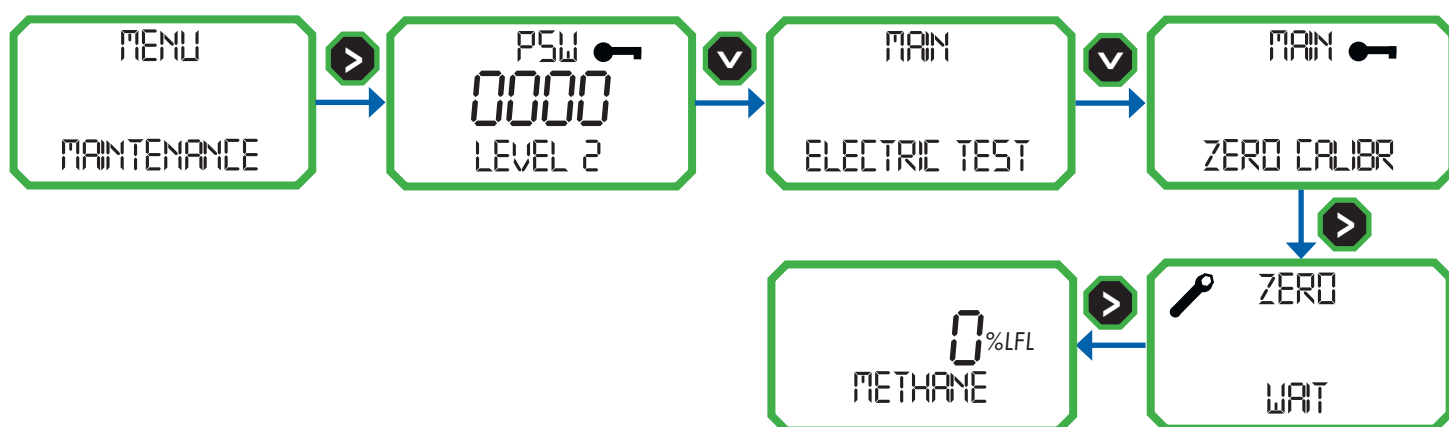 MENU
MAINTENANCE
>
PSW
0000
LEVEL 2
v
MAIN
ELECTRIC TEST
v
MAIN
ZERO CALIBR
>
ZERO
WAIT
>
0%LFL
METHANE